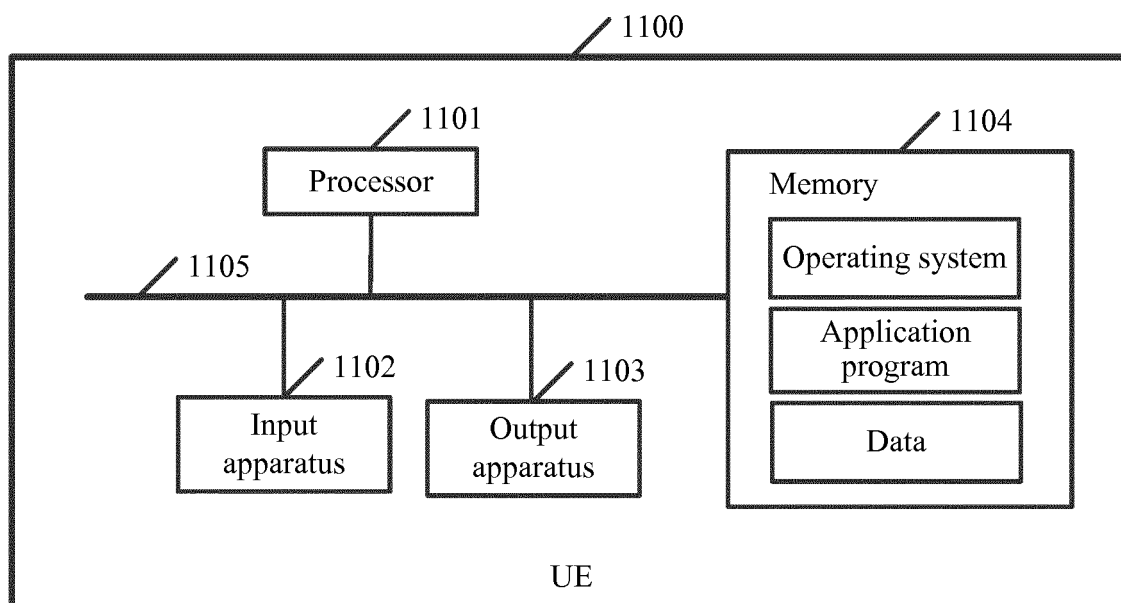 1100
1101
Processor
1104
Memory
Operating system
Application
program
Data
1105
1102
Input
apparatus
1103
Output
apparatus
UE